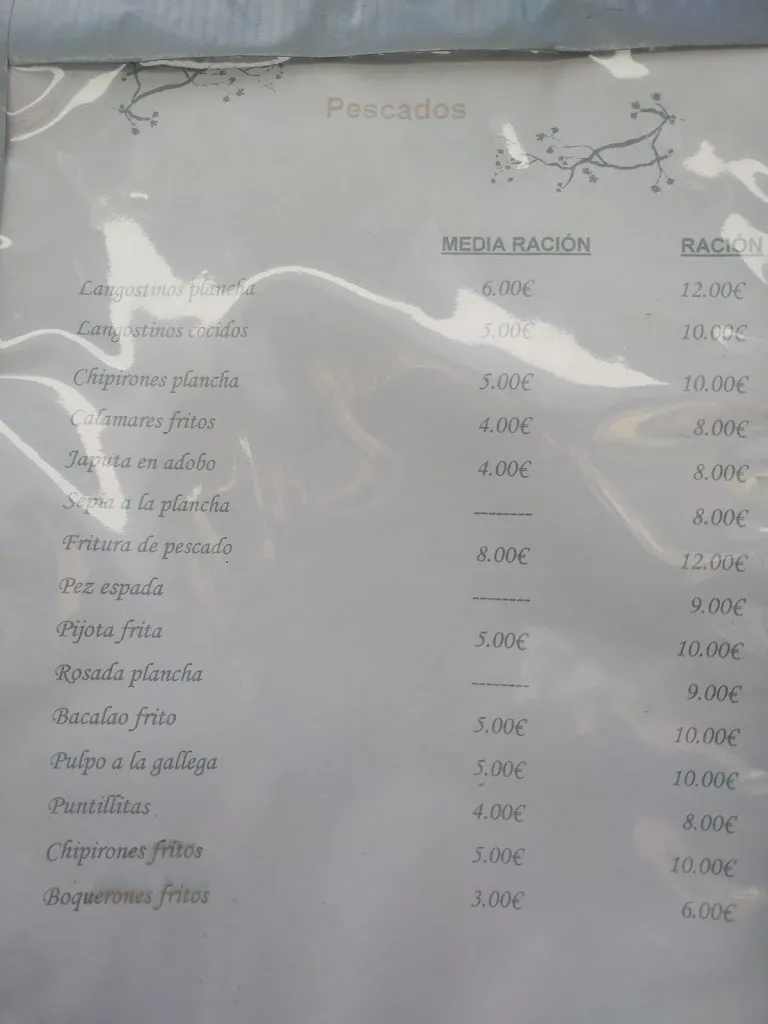 Pescados
MEDIA RACIÓN RACIÓN
Langostinos plancha 6.00€ 12.00€
Langostinos cocidos 5.00€ 10.00€
Chipirones plancha 5.00€ 10.00€
Calamares fritos 4.00€ 8.00€
Japuta en adobo 4.00€ 8.00€
Sepia a la plancha -------- 8.00€
Fritura de pescado 8.00€ 12.00€
Pez espada -------- 9.00€
Pijota frita 5.00€ 10.00€
Rosada plancha -------- 9.00€
Bacalao frito 5.00€ 10.00€
Pulpo a la gallega 5.00€ 10.00€
Puntillitas 4.00€ 8.00€
Chipirones fritos 5.00€ 10.00€
Boquerones fritos 3.00€ 6.00€